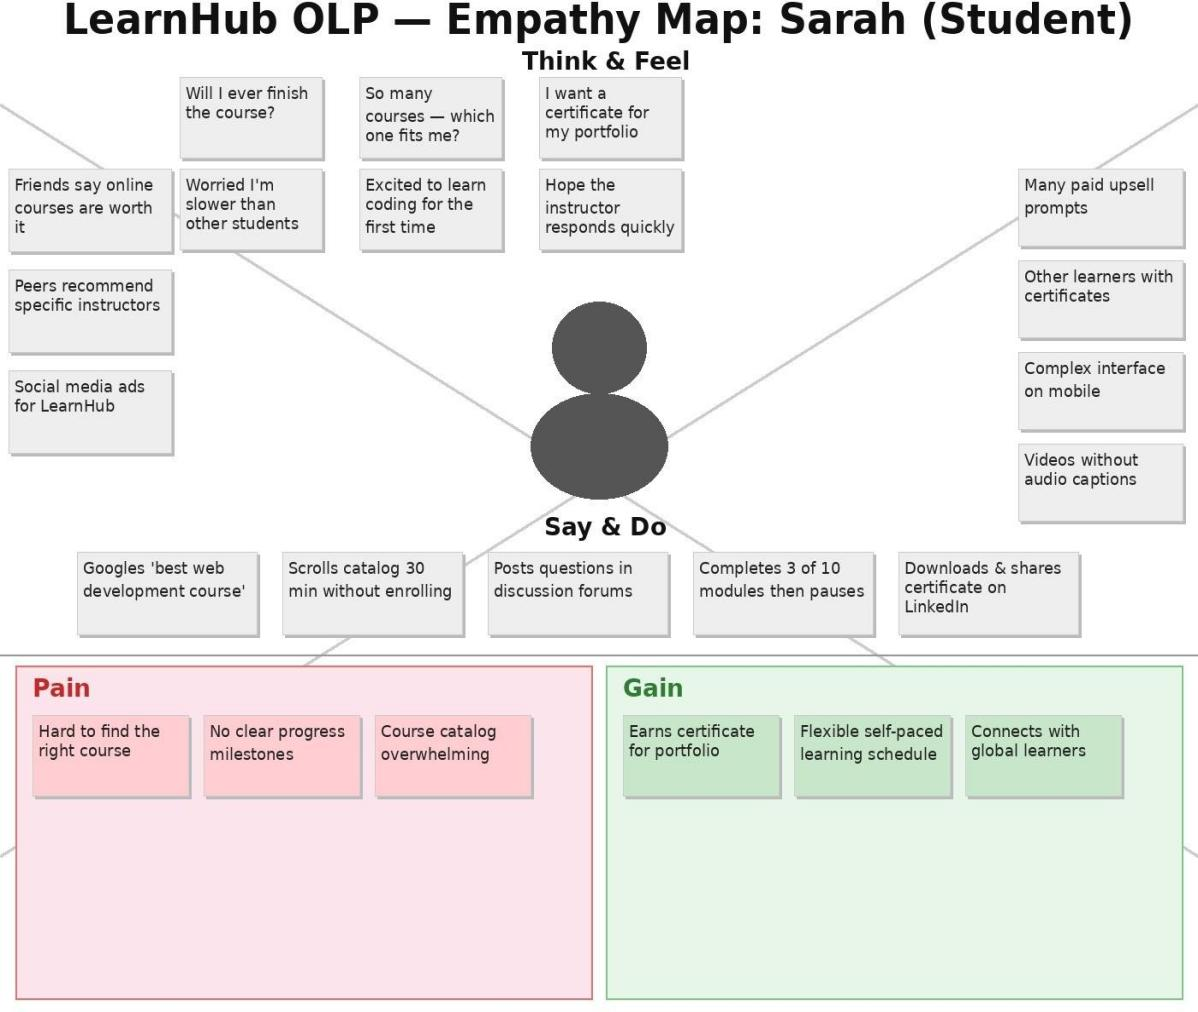 LearnHub OLP — Empathy Map: Sarah (Student)
Think & Feel
Will I ever finish
the course?
So many
courses — which
one fits me?
I want a
certificate for
my portfolio
Worried I'm
slower than
other students
Excited to learn
coding for the
first time
Hope the
instructor
responds quickly
Friends say online
courses are worth
it
Peers recommend
specific instructors
Social media ads
for LearnHub
Many paid upsell
prompts
Other learners with
certificates
Complex interface
on mobile
Videos without
audio captions
Say & Do
Googles 'best web
development course'
Scrolls catalog 30
min without enrolling
Posts questions in
discussion forums
Completes 3 of 10
modules then pauses
Downloads & shares
certificate on
LinkedIn
Pain
Hard to find the
right course
No clear progress
milestones
Course catalog
overwhelming
Gain
Earns certificate
for portfolio
Flexible self-paced
learning schedule
Connects with
global learners